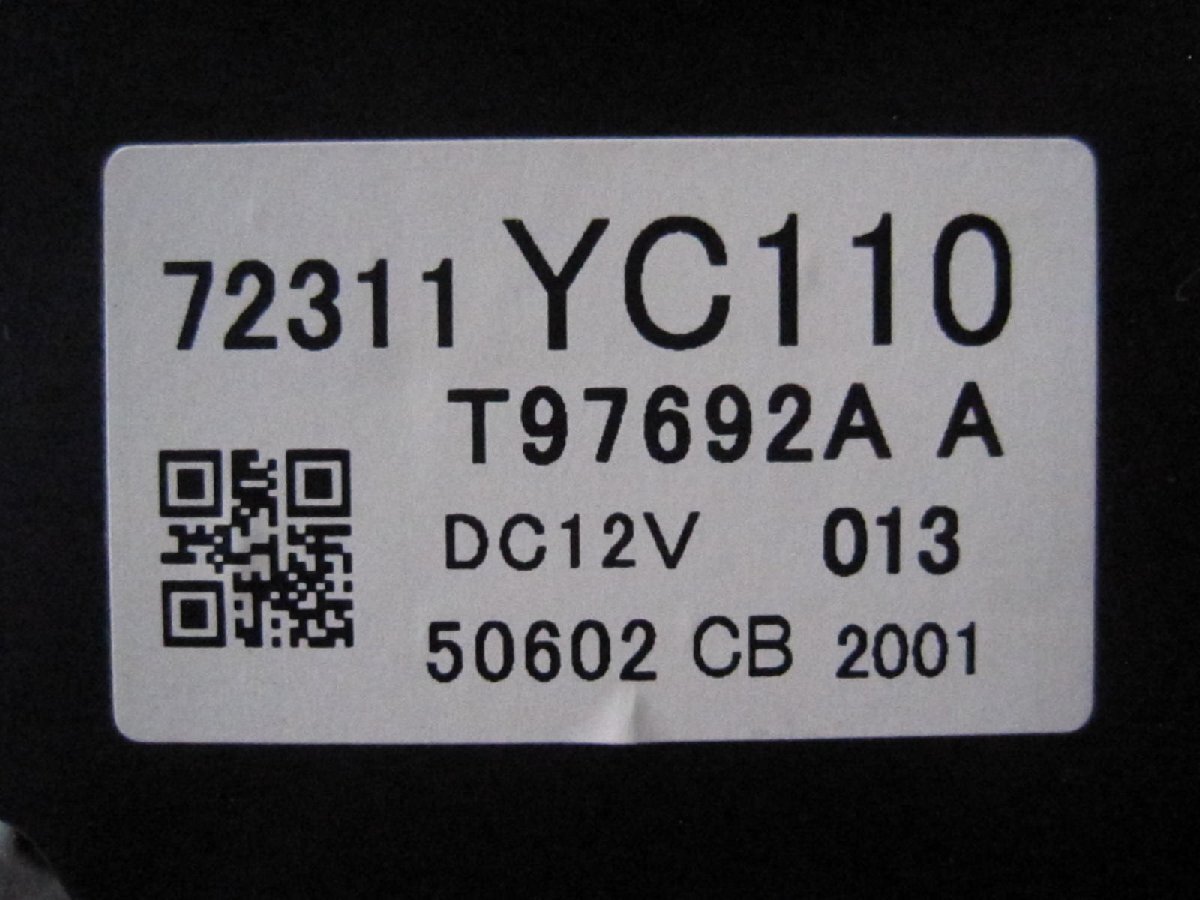 72311 YC110
T97692A A
DC12V 013
50602 CB 2001